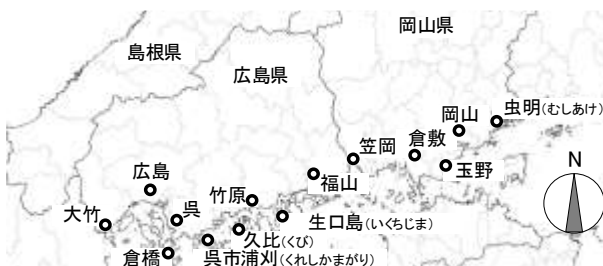 岡山県
島根県
広島県
虫明(むしあけ)
岡山
倉敷
笠岡
玉野
福山
N
広島
竹原
生口島(いくちじま)
大竹
呉
久比(くび)
倉橋
呉市蒲刈(くれしかまがり)